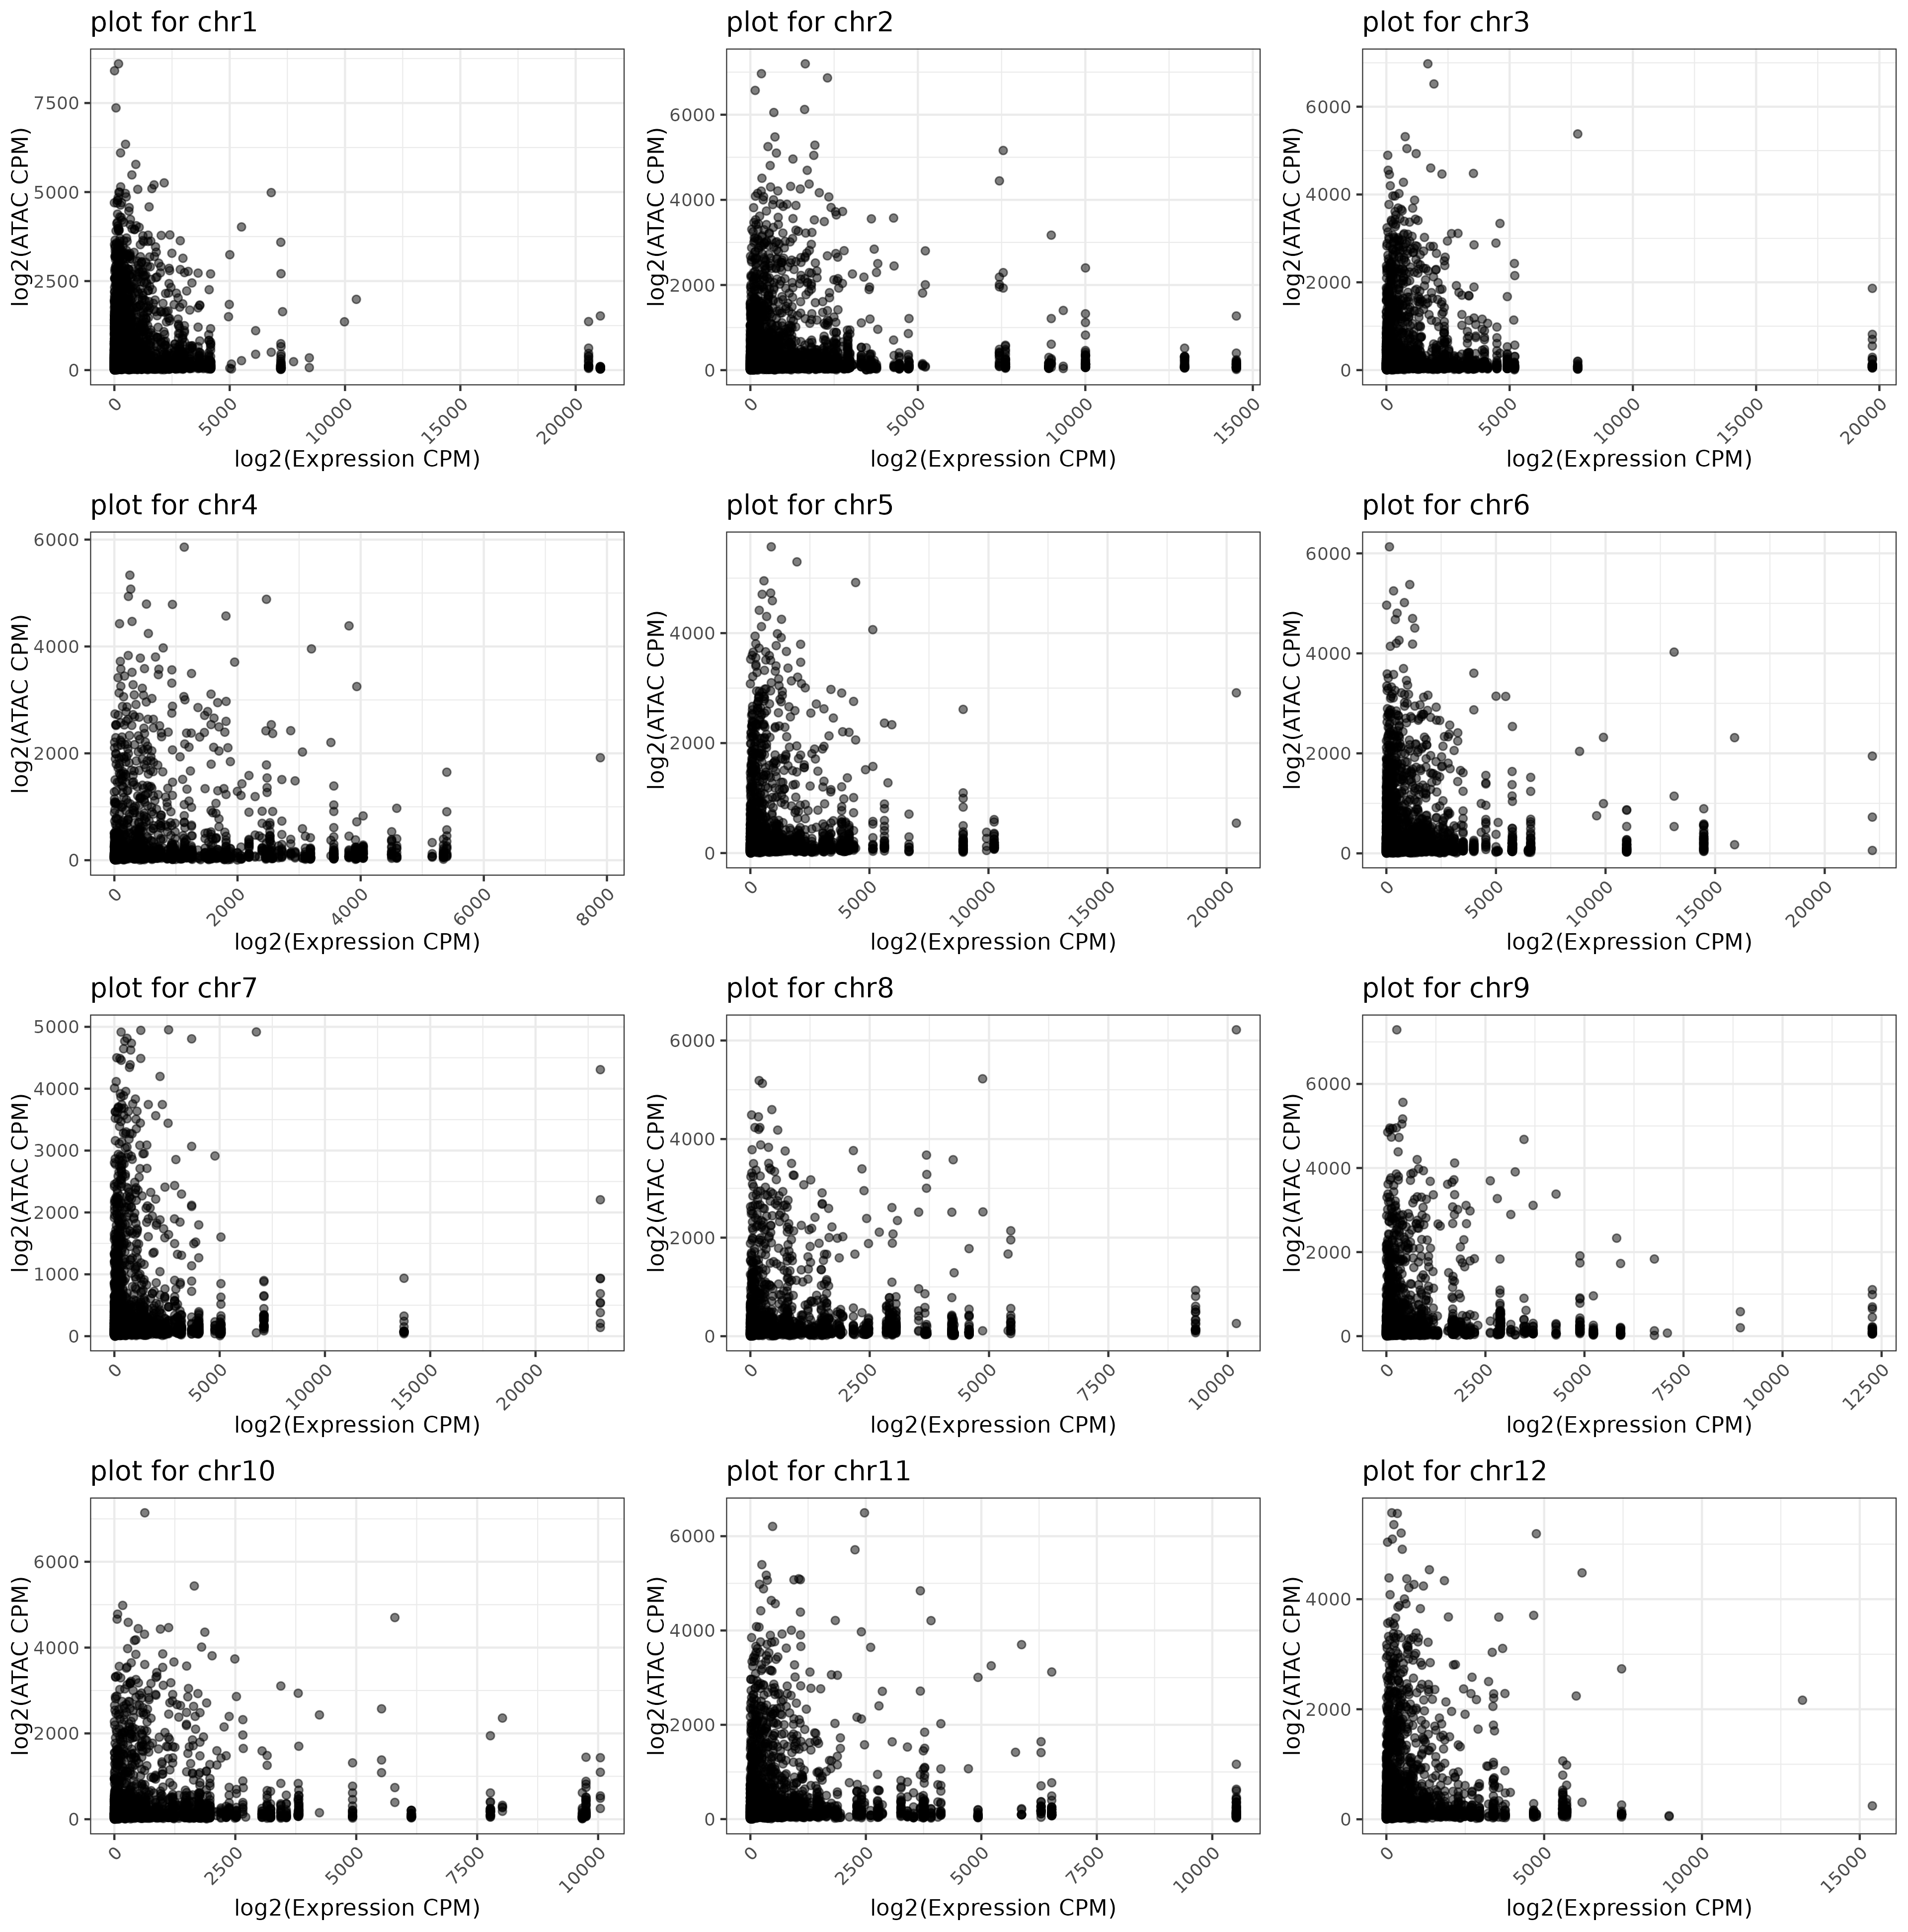 plot for chr1
log2(ATAC CPM)
7500
5000
2500
0
0
5000
10000
15000
20000
log2(Expression CPM)
plot for chr2
log2(ATAC CPM)
6000
4000
2000
0
0
5000
10000
15000
log2(Expression CPM)
plot for chr3
log2(ATAC CPM)
6000
4000
2000
0
0
5000
10000
15000
20000
log2(Expression CPM)
plot for chr4
log2(ATAC CPM)
6000
4000
2000
0
0
2000
4000
6000
8000
log2(Expression CPM)
plot for chr5
log2(ATAC CPM)
4000
2000
0
0
5000
10000
15000
20000
log2(Expression CPM)
plot for chr6
log2(ATAC CPM)
6000
4000
2000
0
0
5000
10000
15000
20000
log2(Expression CPM)
plot for chr7
log2(ATAC CPM)
5000
4000
3000
2000
1000
0
0
5000
10000
15000
20000
log2(Expression CPM)
plot for chr8
log2(ATAC CPM)
6000
4000
2000
0
0
2500
5000
7500
10000
log2(Expression CPM)
plot for chr9
log2(ATAC CPM)
6000
4000
2000
0
0
2500
5000
7500
10000
12500
log2(Expression CPM)
plot for chr10
log2(ATAC CPM)
6000
4000
2000
0
0
2500
5000
7500
10000
log2(Expression CPM)
plot for chr11
log2(ATAC CPM)
6000
4000
2000
0
0
2500
5000
7500
10000
log2(Expression CPM)
plot for chr12
log2(ATAC CPM)
4000
2000
0
0
5000
10000
15000
log2(Expression CPM)